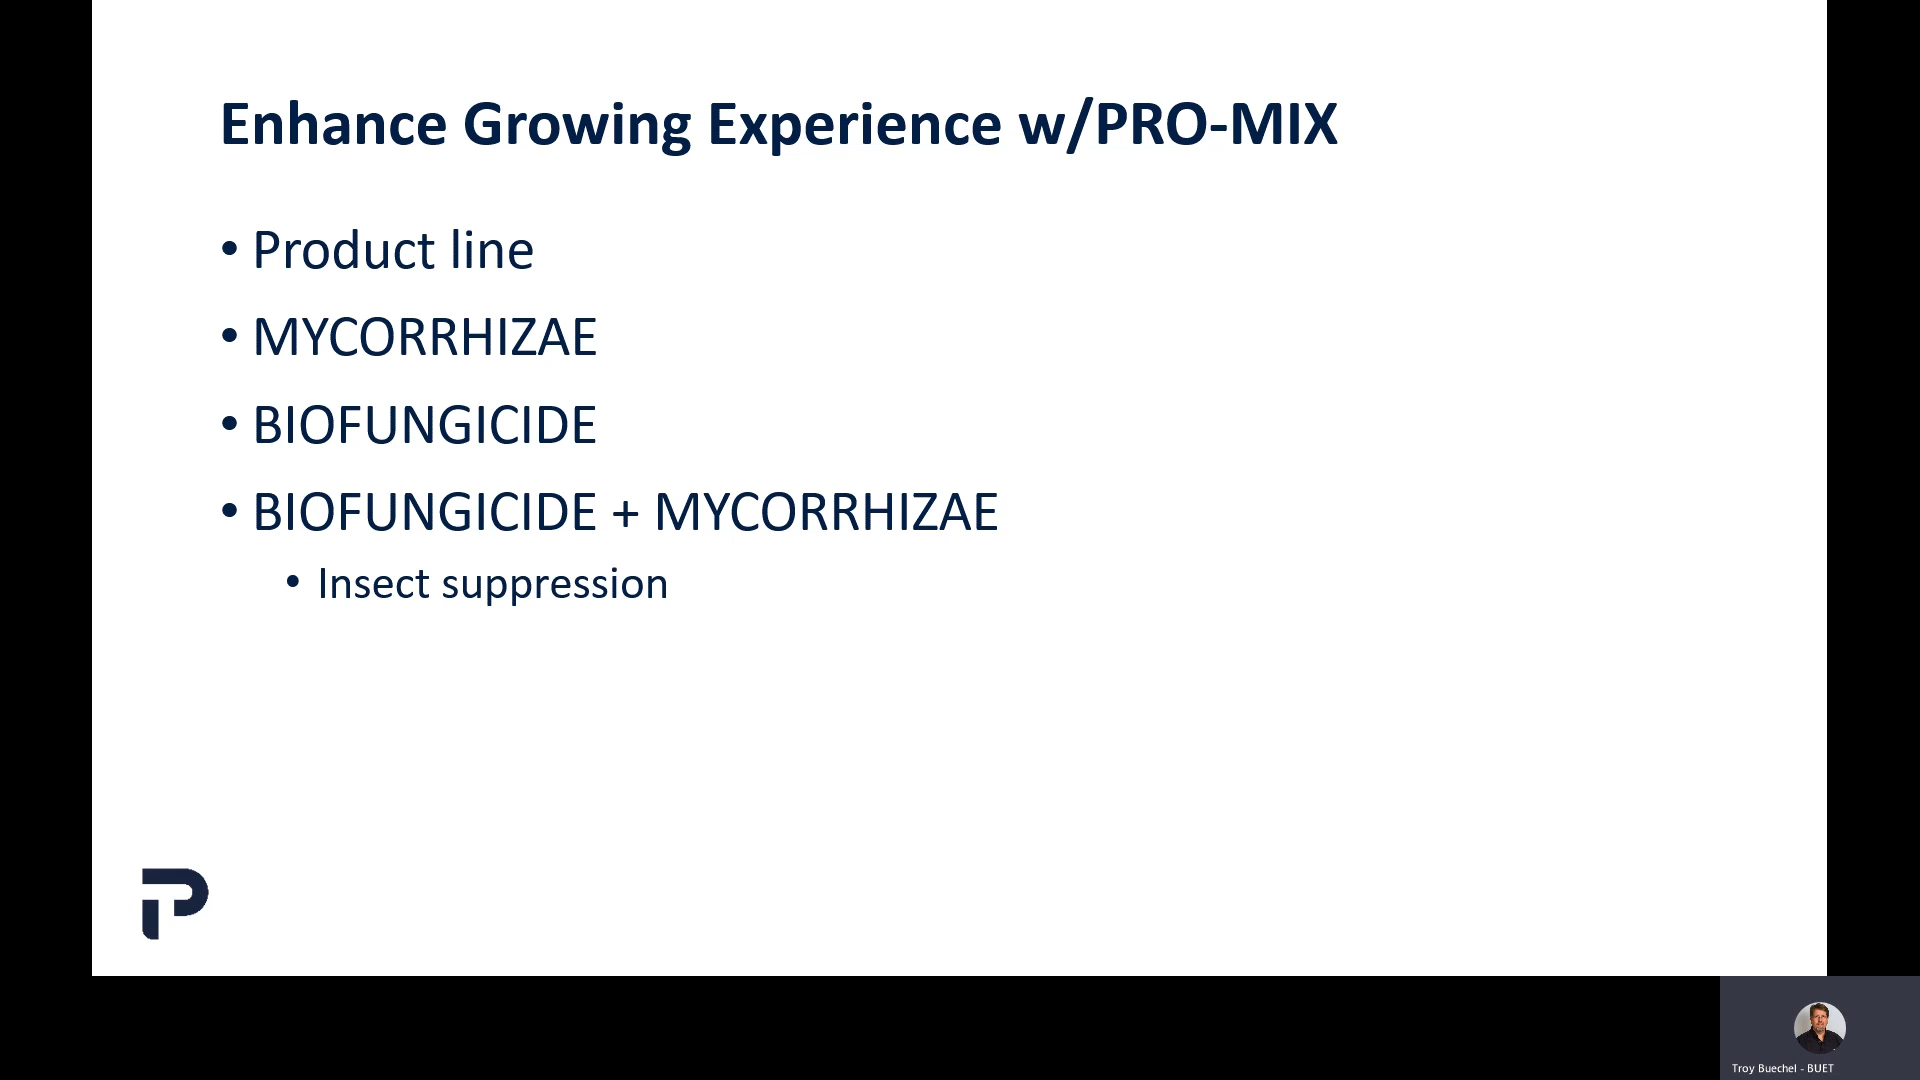 Enhance Growing Experience w/PRO-MIX
• Product line
• MYCORRHIZAE
• BIOFUNGICIDE
• BIOFUNGICIDE + MYCORRHIZAE
• Insect suppression
Troy Buechel - BUET